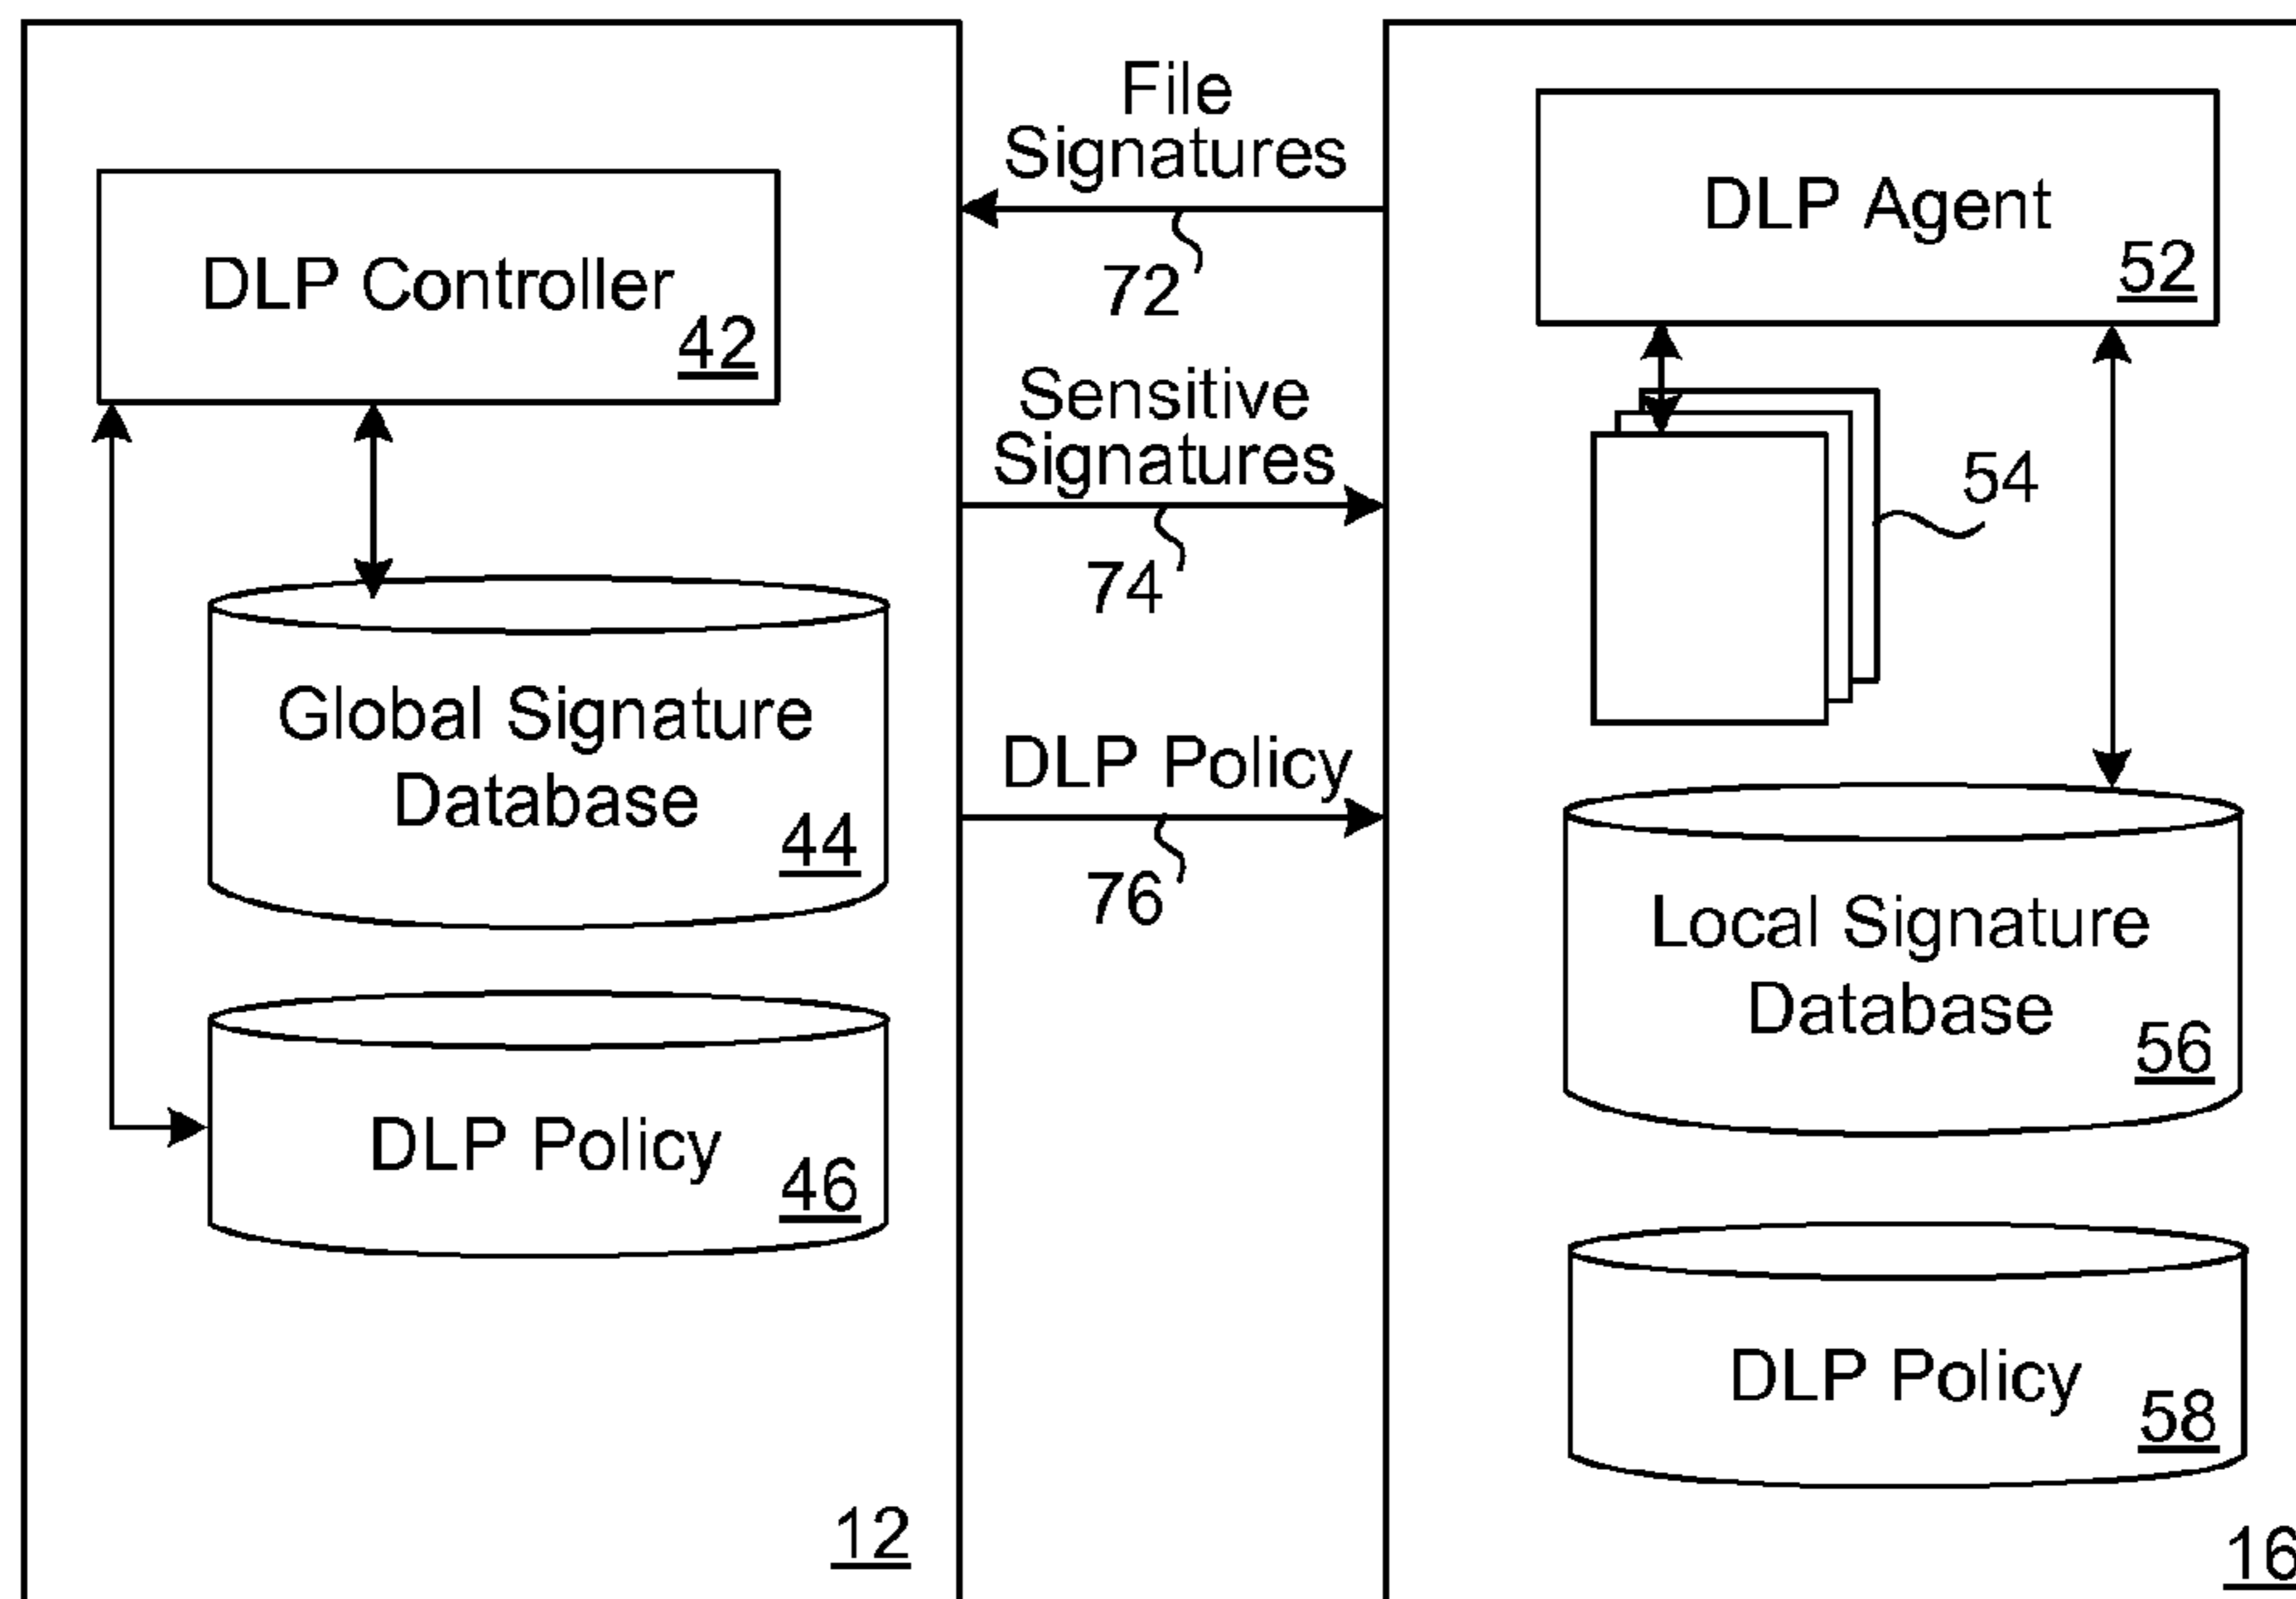 DLP Controller
42
Global Signature
Database
44
DLP Policy
46
12
File
Signatures
72
Sensitive
Signatures
74
DLP Policy
76
DLP Agent
52
54
Local Signature
Database
56
DLP Policy
58
16